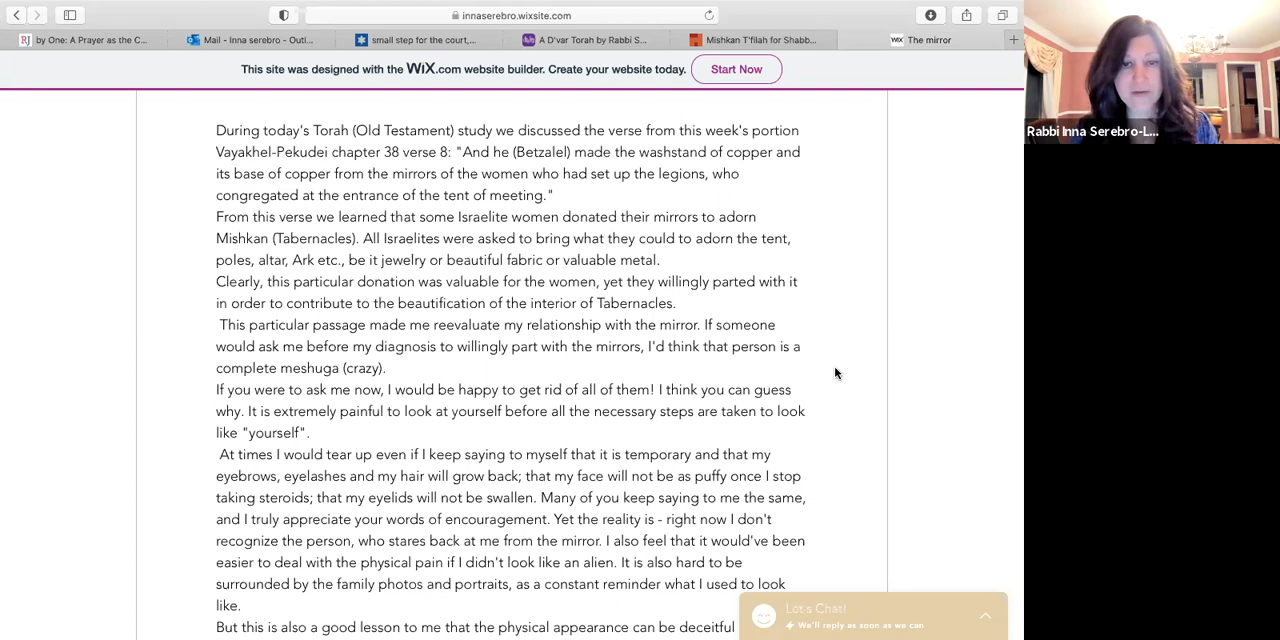 innaserebro.wixsite.com
by One: A Prayer as the C...
Mail - Inna serebro - Outl...
small step for the court,...
A D'var Torah by Rabbi S...
Mishkan T'filah for Shabb...
WIX The mirror
This site was designed with the WiX.com website builder. Create your website today. Start Now
Rabbi Inna Serebro-L...
During today's Torah (Old Testament) study we discussed the verse from this week's portion
Vayakhel-Pekudei chapter 38 verse 8: "And he (Betzalel) made the washstand of copper and
its base of copper from the mirrors of the women who had set up the legions, who
congregated at the entrance of the tent of meeting."
From this verse we learned that some Israelite women donated their mirrors to adorn
Mishkan (Tabernacles). All Israelites were asked to bring what they could to adorn the tent,
poles, altar, Ark etc., be it jewelry or beautiful fabric or valuable metal.
Clearly, this particular donation was valuable for the women, yet they willingly parted with it
in order to contribute to the beautification of the interior of Tabernacles.
This particular passage made me reevaluate my relationship with the mirror. If someone
would ask me before my diagnosis to willingly part with the mirrors, I'd think that person is a
complete meshuga (crazy).
If you were to ask me now, I would be happy to get rid of all of them! I think you can guess
why. It is extremely painful to look at yourself before all the necessary steps are taken to look
like "yourself".
At times I would tear up even if I keep saying to myself that it is temporary and that my
eyebrows, eyelashes and my hair will grow back; that my face will not be as puffy once I stop
taking steroids; that my eyelids will not be swallen. Many of you keep saying to me the same,
and I truly appreciate your words of encouragement. Yet the reality is - right now I don't
recognize the person, who stares back at me from the mirror. I also feel that it would've been
easier to deal with the physical pain if I didn't look like an alien. It is also hard to be
surrounded by the family photos and portraits, as a constant reminder what I used to look
like.
But this is also a good lesson to me that the physical appearance can be deceitful
Let's Chat!
We'll reply as soon as we can